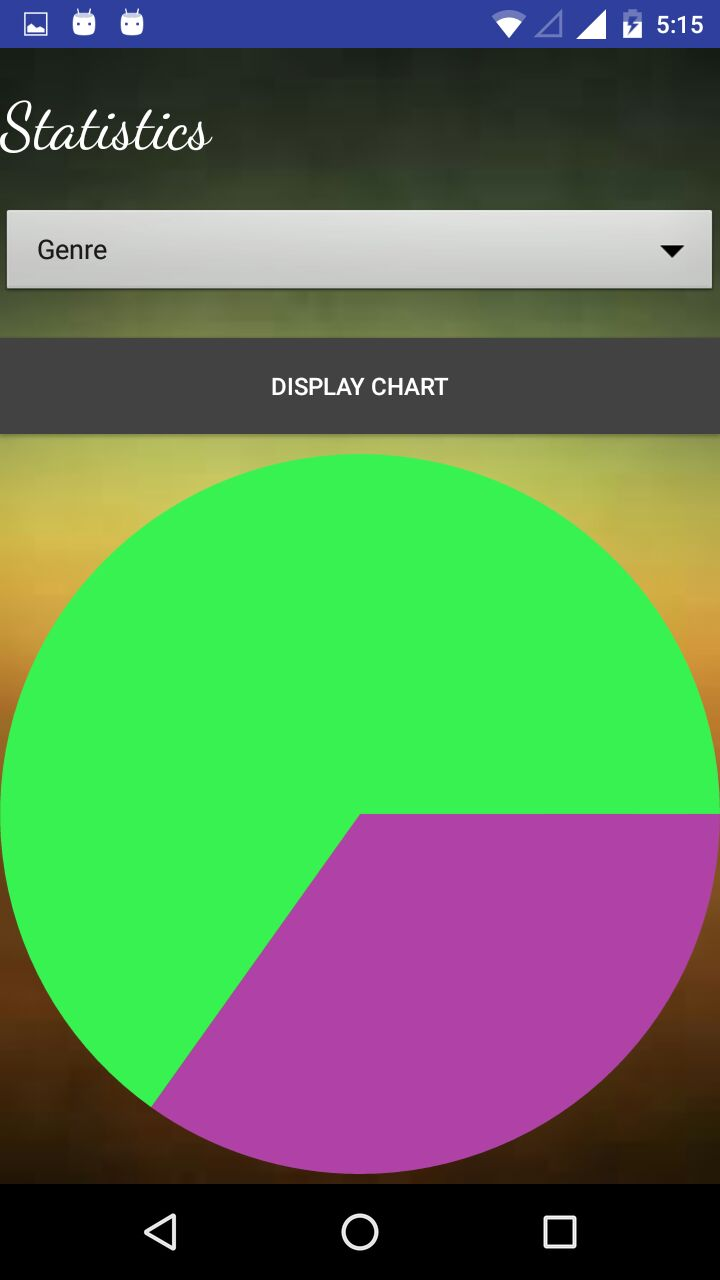 5:15
Statistics
Genre
DISPLAY CHART